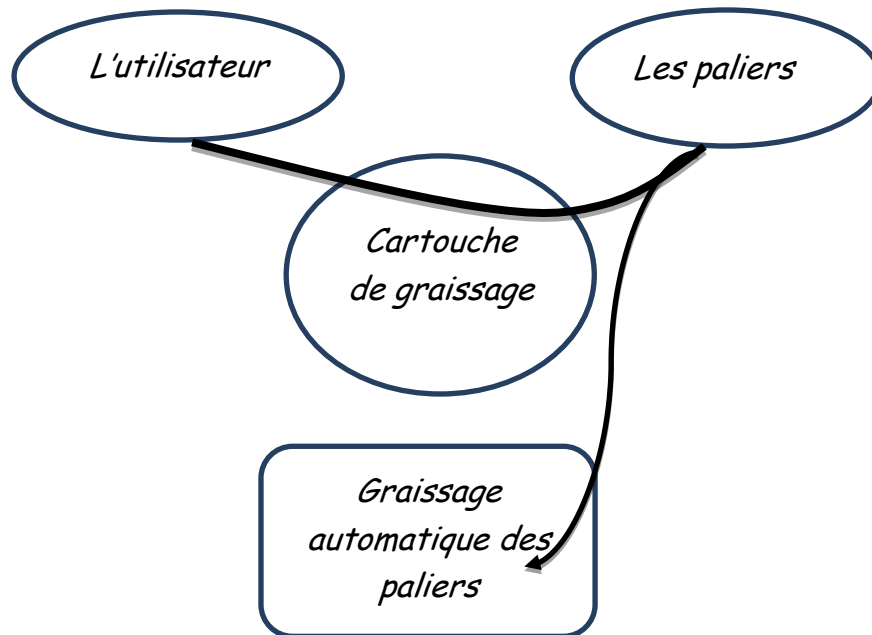 L'utilisateur
Les paliers
Cartouche
de graissage
Graissage
automatique des
paliers